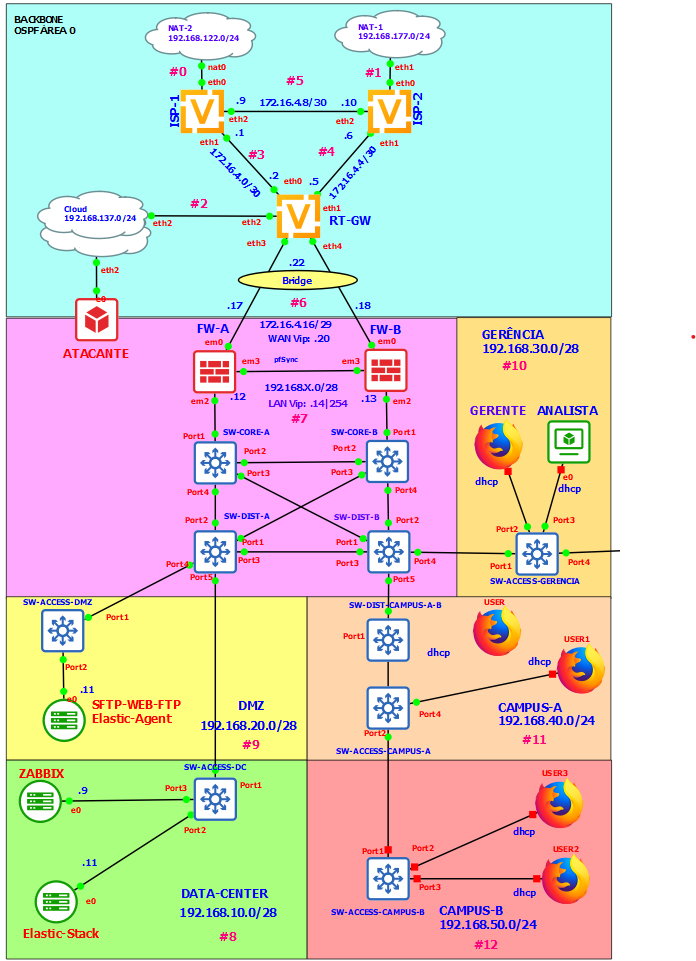 BACKBONE
OSPF ÁREA 0
NAT-2
192.168.122.0/24
NAT-1
192.168.177.0/24
nat0
eth1
#0
eth0
#5
#1
eth0
ISP-1
.9
172.16.4.8/30
.10
ISP-2
eth2
eth2
eth1
.1
.6
eth1
#3
#4
172.16.4.0/30
172.16.4.4/30
.2
eth0
.5
Cloud
192.168.137.0/24
#2
eth1
eth2
eth2
RT-GW
eth3
eth4
.22
eth2
Bridge
e0
.17
#6
.18
172.16.4.16/29
WAN Vip: .20
FW-A
FW-B
ATACANTE
em0
em0
GERÊNCIA
192.168.30.0/28
#10
em3
pfSync
em3
192.168.X.0/28
em2
.12
LAN Vip: .14|254
.13
em2
#7
GERENTE
ANALISTA
Port1
SW-CORE-A
SW-CORE-B
Port1
Port2
Port2
Port3
Port3
dhcp
e0
dhcp
Port4
Port4
Port2
SW-DIST-A
SW-DIST-B
Port2
Port2
Port3
Port1
Port1
Port4
Port3
Port3
Port4
Port1
Port4
Port5
Port5
SW-ACCESS-GERENCIA
SW-ACCESS-DMZ
SW-DIST-CAMPUS-A-B
USER
Port1
Port1
USER1
dhcp
dhcp
Port2
.11
e0
SFTP-WEB-FTP
Elastic-Agent
DMZ
192.168.20.0/28
#9
Port4
CAMPUS-A
192.168.40.0/24
#11
Port2
SW-ACCESS-CAMPUS-A
SW-ACCESS-DC
ZABBIX
USER3
.9
Port3
Port1
e0
Port2
dhcp
Port1
Port2
USER2
.11
Port3
dhcp
e0
DATA-CENTER
192.168.10.0/28
SW-ACCESS-CAMPUS-B
CAMPUS-B
192.168.50.0/24
Elastic-Stack
#8
#12